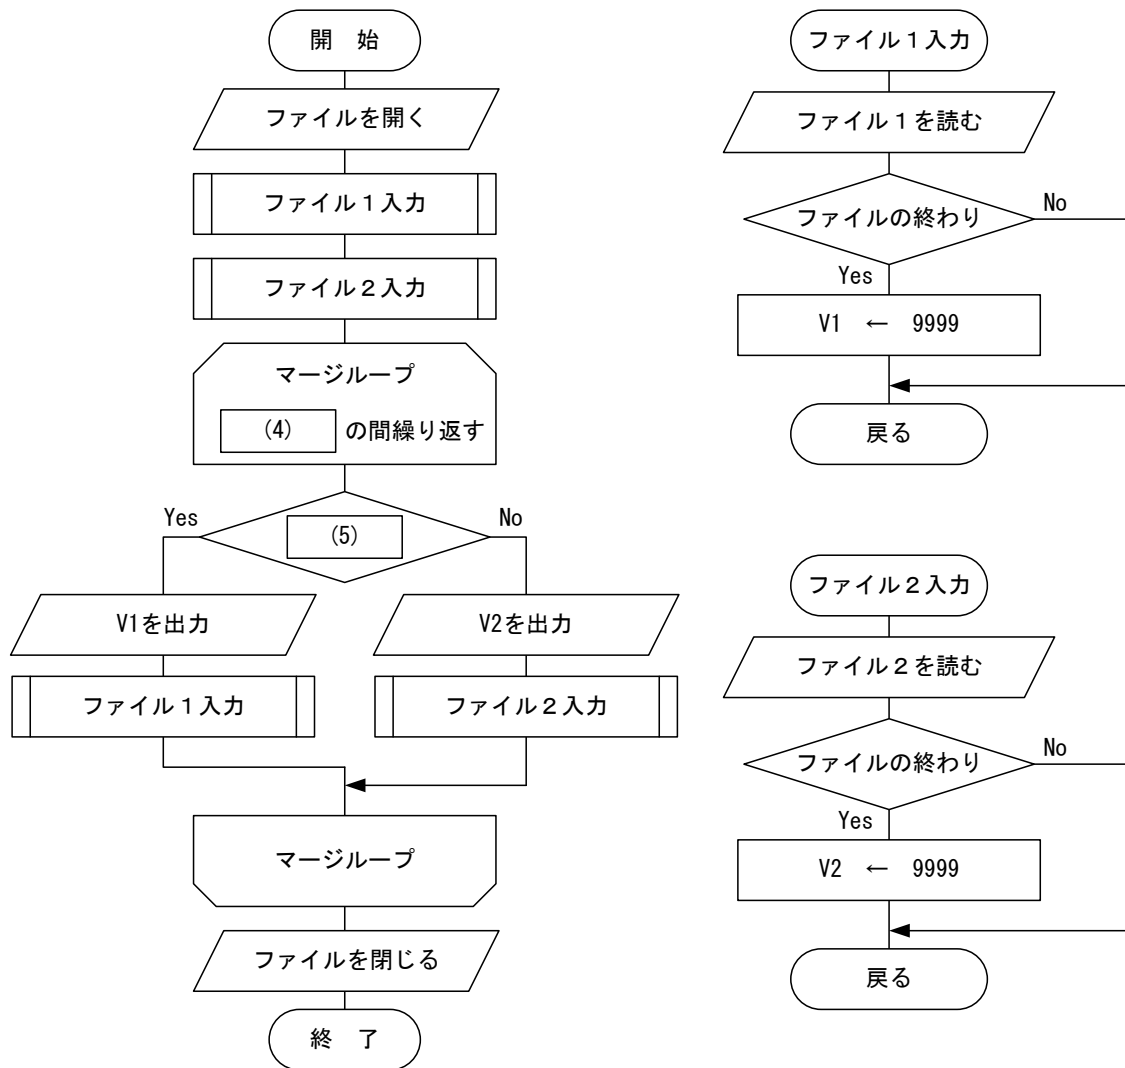 開　始
ファイルを開く
ファイル１入力
ファイル２入力
マージループ
(4) の間繰り返す
Yes
(5)
No
V1を出力
V2を出力
ファイル１入力
ファイル２入力
マージループ
ファイルを閉じる
終　了
ファイル１入力
ファイル１を読む
ファイルの終わり
No
Yes
V1 ← 9999
戻る
ファイル２入力
ファイル２を読む
ファイルの終わり
No
Yes
V2 ← 9999
戻る